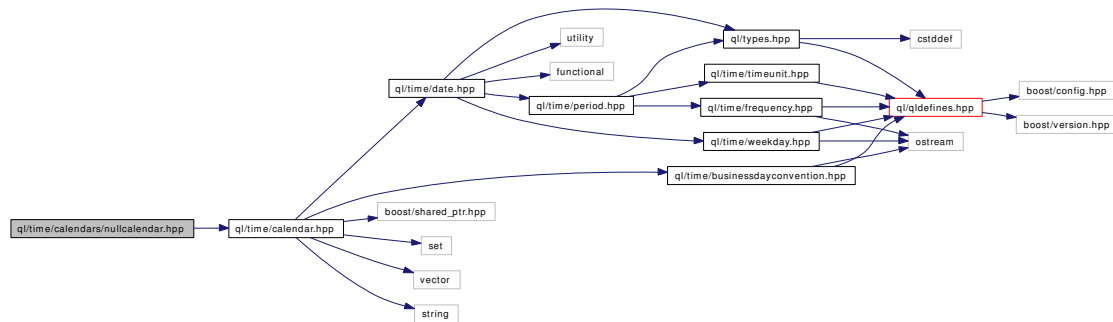 ql/types.hpp
cstddef
utility
functional
ql/time/timeunit.hpp
ql/time/date.hpp
boost/config.hpp
ql/time/period.hpp
ql/time/frequency.hpp
ql/qldefines.hpp
boost/version.hpp
ql/time/weekday.hpp
ostream
ql/time/businessdayconvention.hpp
boost/shared_ptr.hpp
ql/time/calendars/nullcalendar.hpp
ql/time/calendar.hpp
set
vector
string